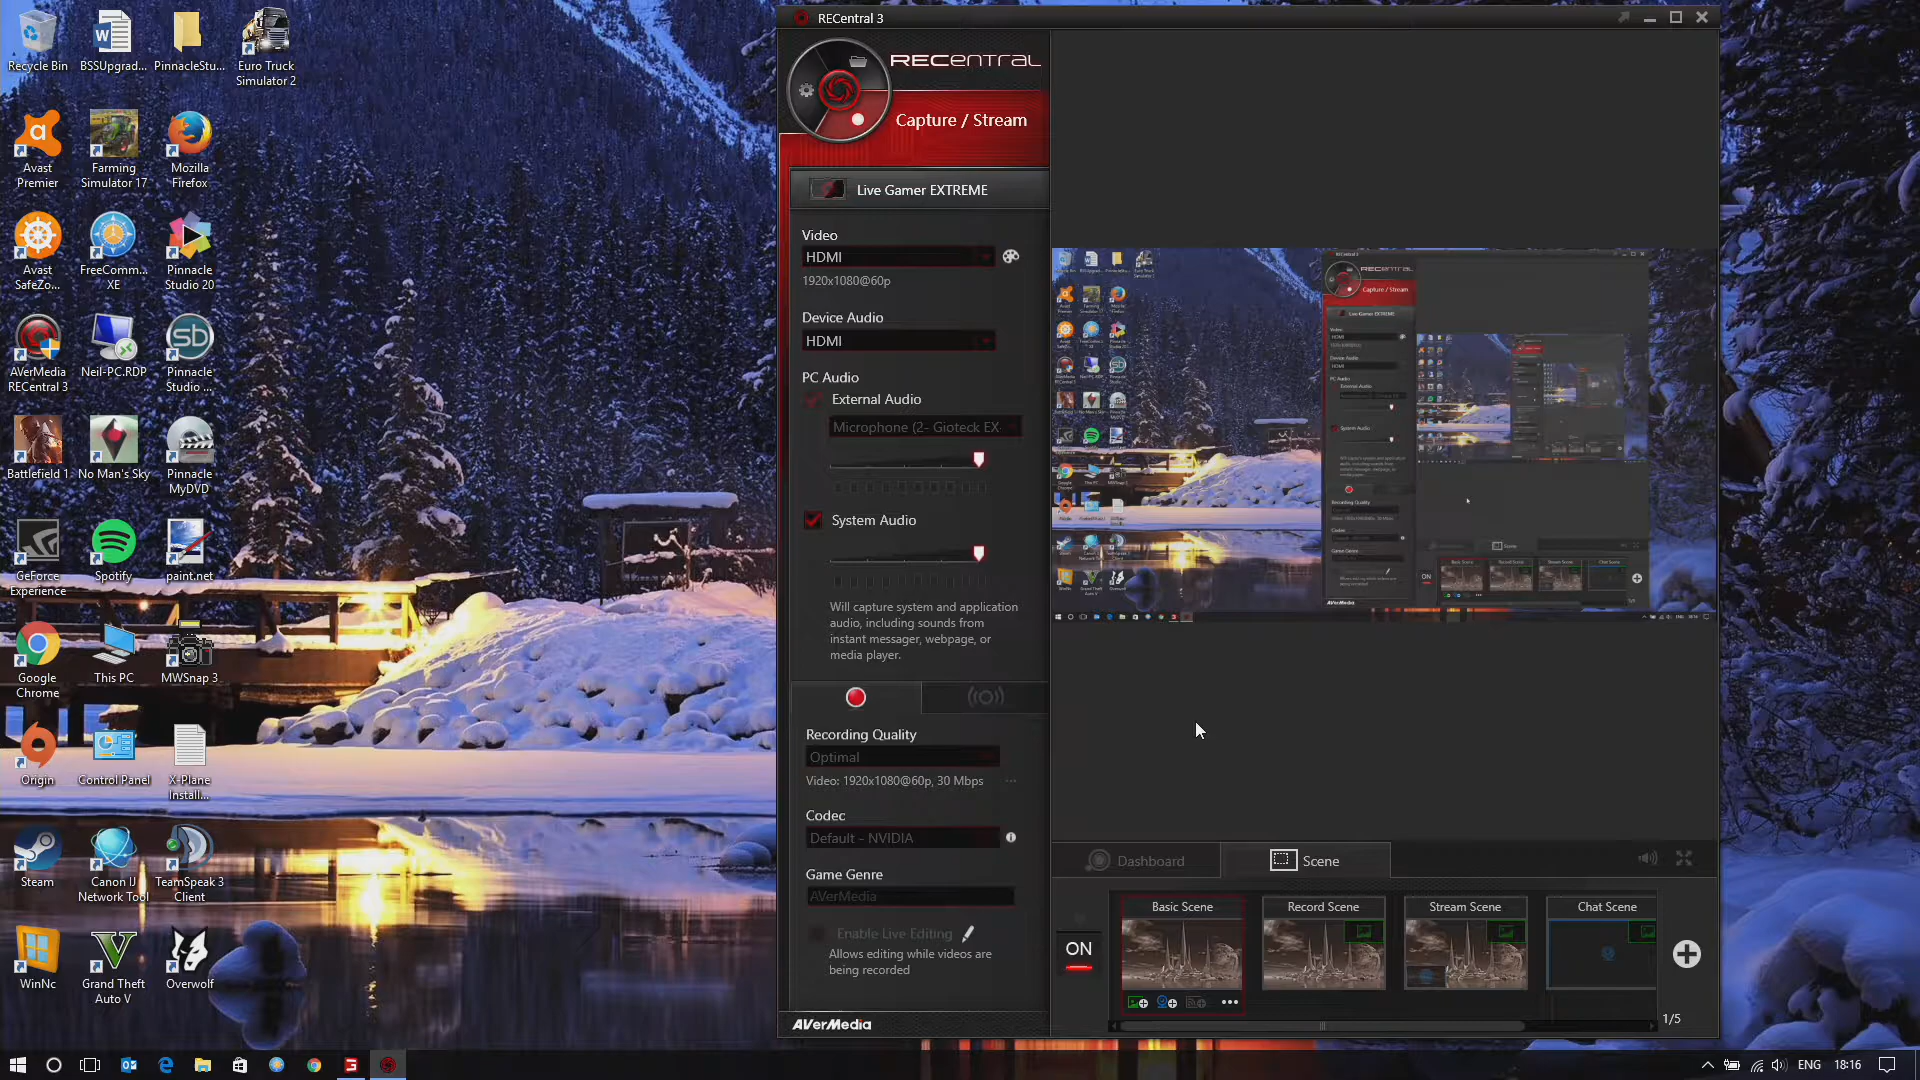 Recycle Bin
BSSUpgrad...
PinnacleStu...
Euro Truck
Simulator 2
Avast
Premier
Farming
Simulator 17
Mozilla
Firefox
Avast
SafeZo...
FreeComm...
XE
Pinnacle
Studio 20
AVerMedia
RECentral 3
Neil-PC.RDP
Pinnacle
Studio ...
Battlefield 1
No Man's Sky
Pinnacle
MyDVD
GeForce
Experience
Spotify
paint.net
Google
Chrome
This PC
MWSnap 3
Origin
Control Panel
X-Plane
Install...
Steam
Canon IJ
Network Tool
TeamSpeak 3
Client
WinNc
Grand Theft
Auto V
Overwolf
RECentral 3
RECentral
Capture / Stream
Live Gamer EXTREME
Video
HDMI
1920x1080@60p
Device Audio
HDMI
PC Audio
External Audio
Microphone (2- Gioteck EX-
System Audio
Will capture system and application
audio, including sounds from
instant messager, webpage, or
media player.
Recording Quality
Optimal
Video: 1920x1080@60p, 30 Mbps ...
Codec
Default - NVIDIA
Game Genre
AVerMedia
Enable Live Editing
Allows editing while videos are
being recorded
AVerMedia
Dashboard
Scene
ON
Basic Scene
Record Scene
Stream Scene
Chat Scene
1/5
ENG
18:16